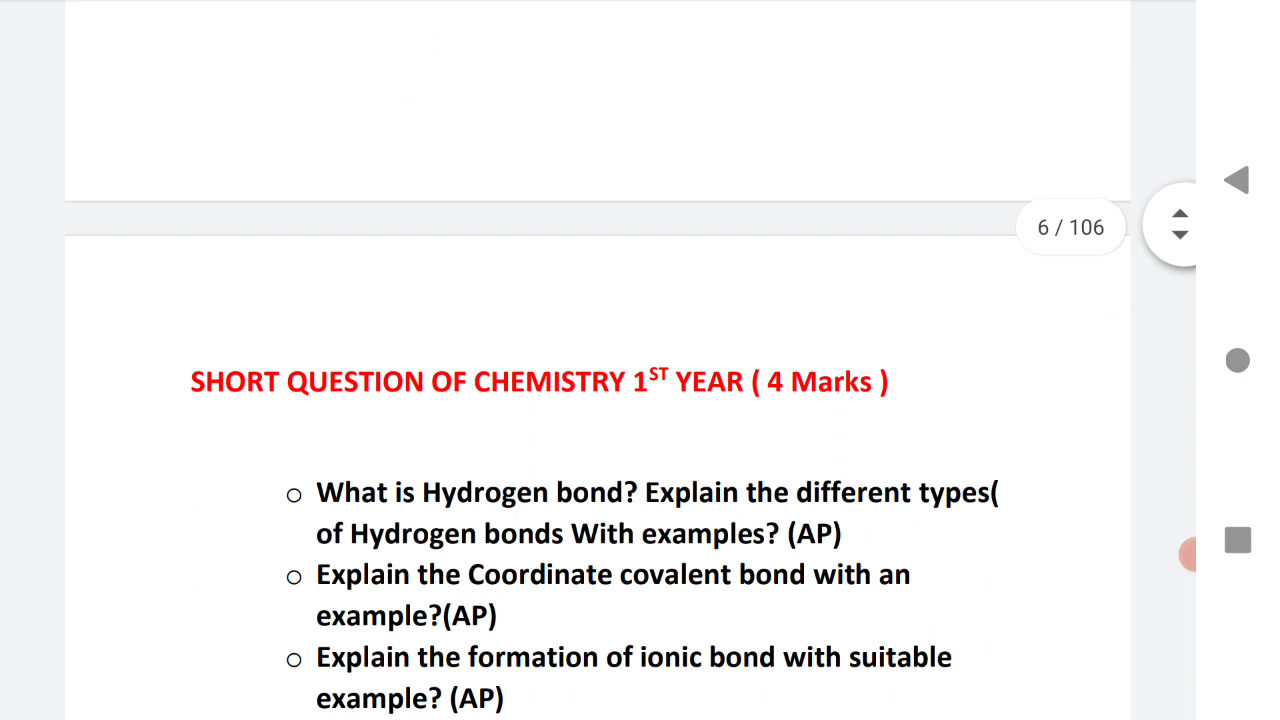 6 / 106
SHORT QUESTION OF CHEMISTRY 1ST YEAR ( 4 Marks )
○ What is Hydrogen bond? Explain the different types(
of Hydrogen bonds With examples? (AP)
○ Explain the Coordinate covalent bond with an
example?(AP)
○ Explain the formation of ionic bond with suitable
example? (AP)